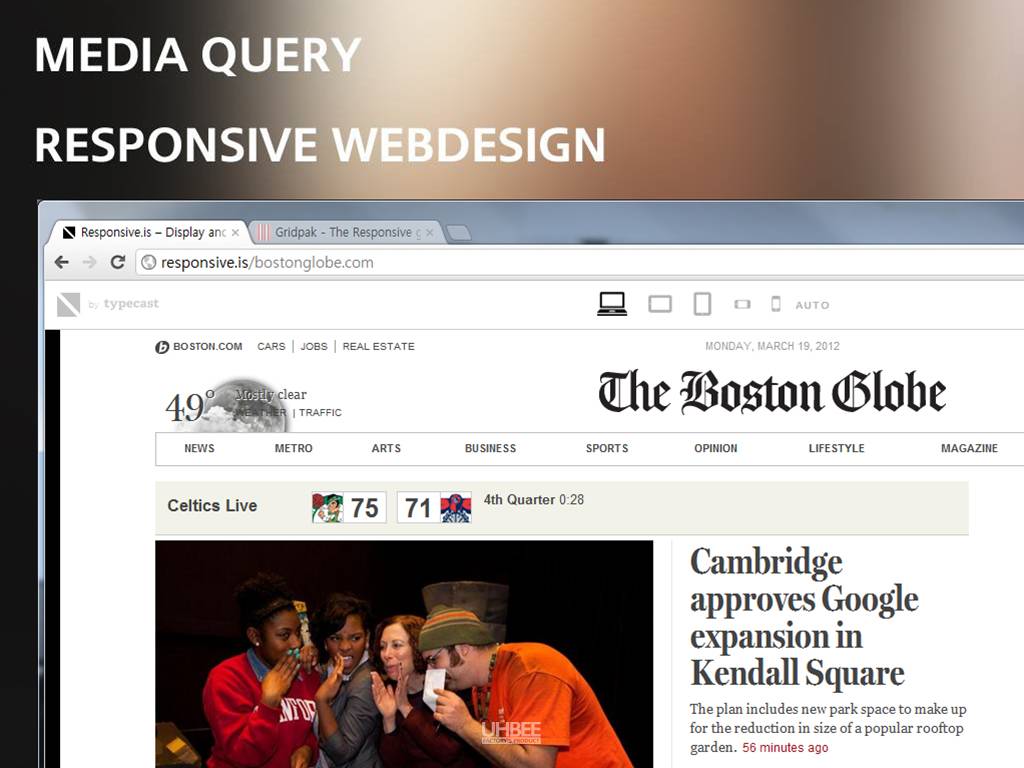 MEDIA QUERY
RESPONSIVE WEBDESIGN
Responsive.is – Display and
Gridpak - The Responsive g
responsive.is/bostonglobe.com
by typecast
AUTO
BOSTON.COM CARS | JOBS | REAL ESTATE
MONDAY, MARCH 19, 2012
49° Mostly clear
WEATHER | TRAFFIC
The Boston Globe
NEWS METRO ARTS BUSINESS SPORTS OPINION LIFESTYLE MAGAZINE
Celtics Live 75 71 4th Quarter 0:28
Cambridge
approves Google
expansion in
Kendall Square
The plan includes new park space to make up
for the reduction in size of a popular rooftop
garden. 56 minutes ago
UHBEE